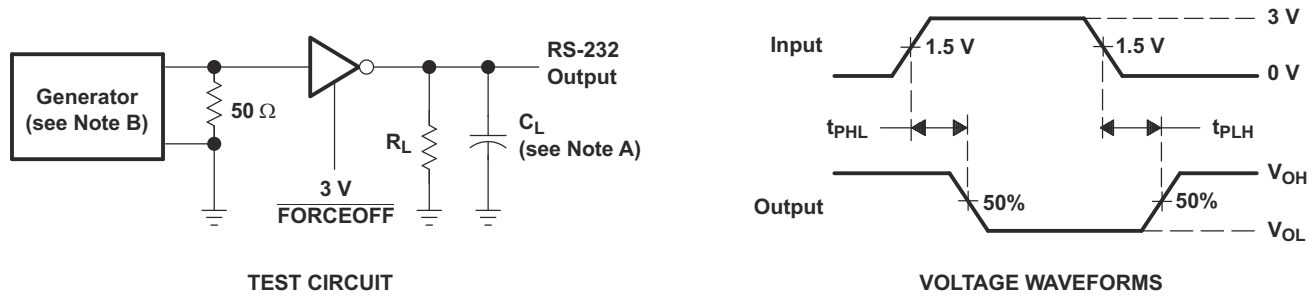 Generator
(see Note B)
50 Ω
3 V
FORCEOFF
RS-232
Output
R_L
C_L
(see Note A)
TEST CIRCUIT
Input
1.5 V
1.5 V
3 V
0 V
t_PHL
t_PLH
Output
50%
50%
V_OH
V_OL
VOLTAGE WAVEFORMS